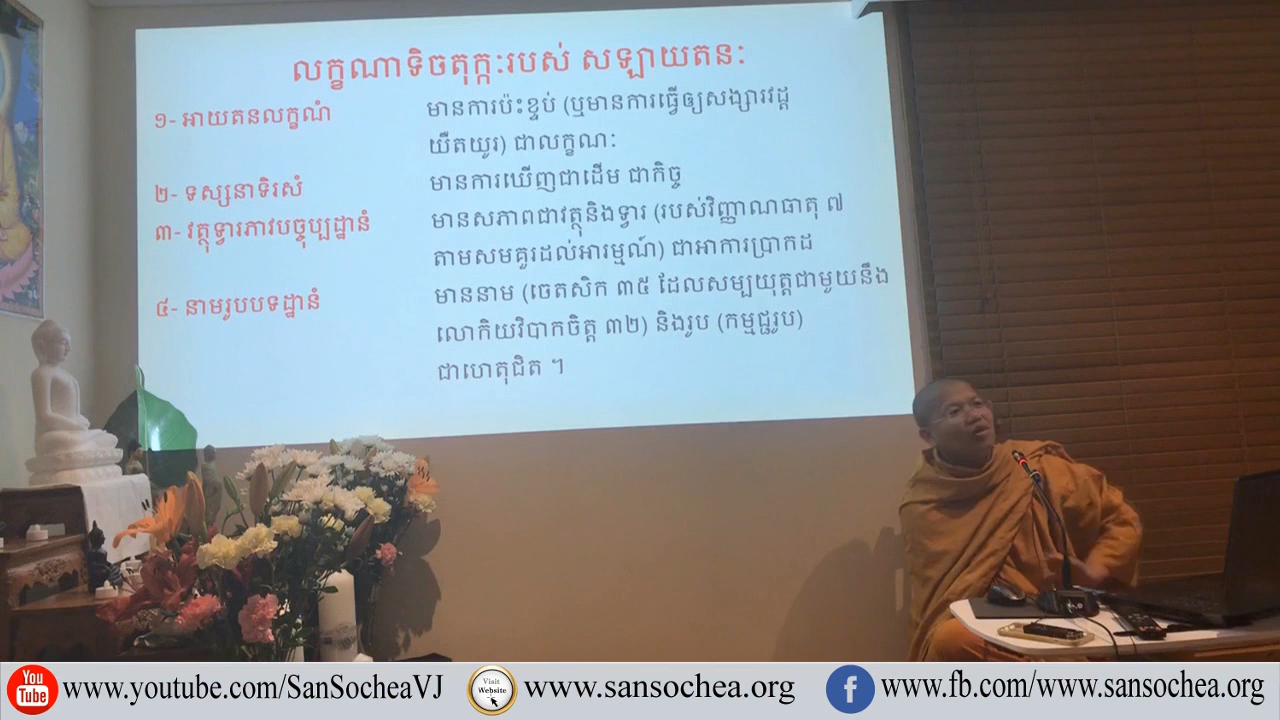 លក្ខណាទិចតុក្កៈរបស់ សឡាយតនៈ
១- អាយតនលក្ខណំ មានការប៉ះខ្ទប់ (ឬមានការធ្វើឲ្យសង្សារវដ្ត
យឺតយូរ) ជាលក្ខណៈ
២- ទស្សនាទិរសំ មានការឃើញជាដើម ជាកិច្ច
៣- វត្ថុទ្វារភាវបច្ចុប្បដ្ឋានំ មានសភាពជាវត្ថុនិងទ្វារ (របស់វិញ្ញាណធាតុ ៧
តាមសមគួរដល់អារម្មណ៍) ជាអាការប្រាកដ
៤- នាមរូបបទដ្ឋានំ មាននាម (ចេតសិក ៣៥ ដែលសម្បយុត្តជាមួយនឹង
លោកិយវិបាកចិត្ត ៣២) និងរូប (កម្មជ្ជរូប)
ជាហេតុជិត ។
You Tube www.youtube.com/SanSocheaVJ Visit Website www.sansochea.org f www.fb.com/www.sansochea.org